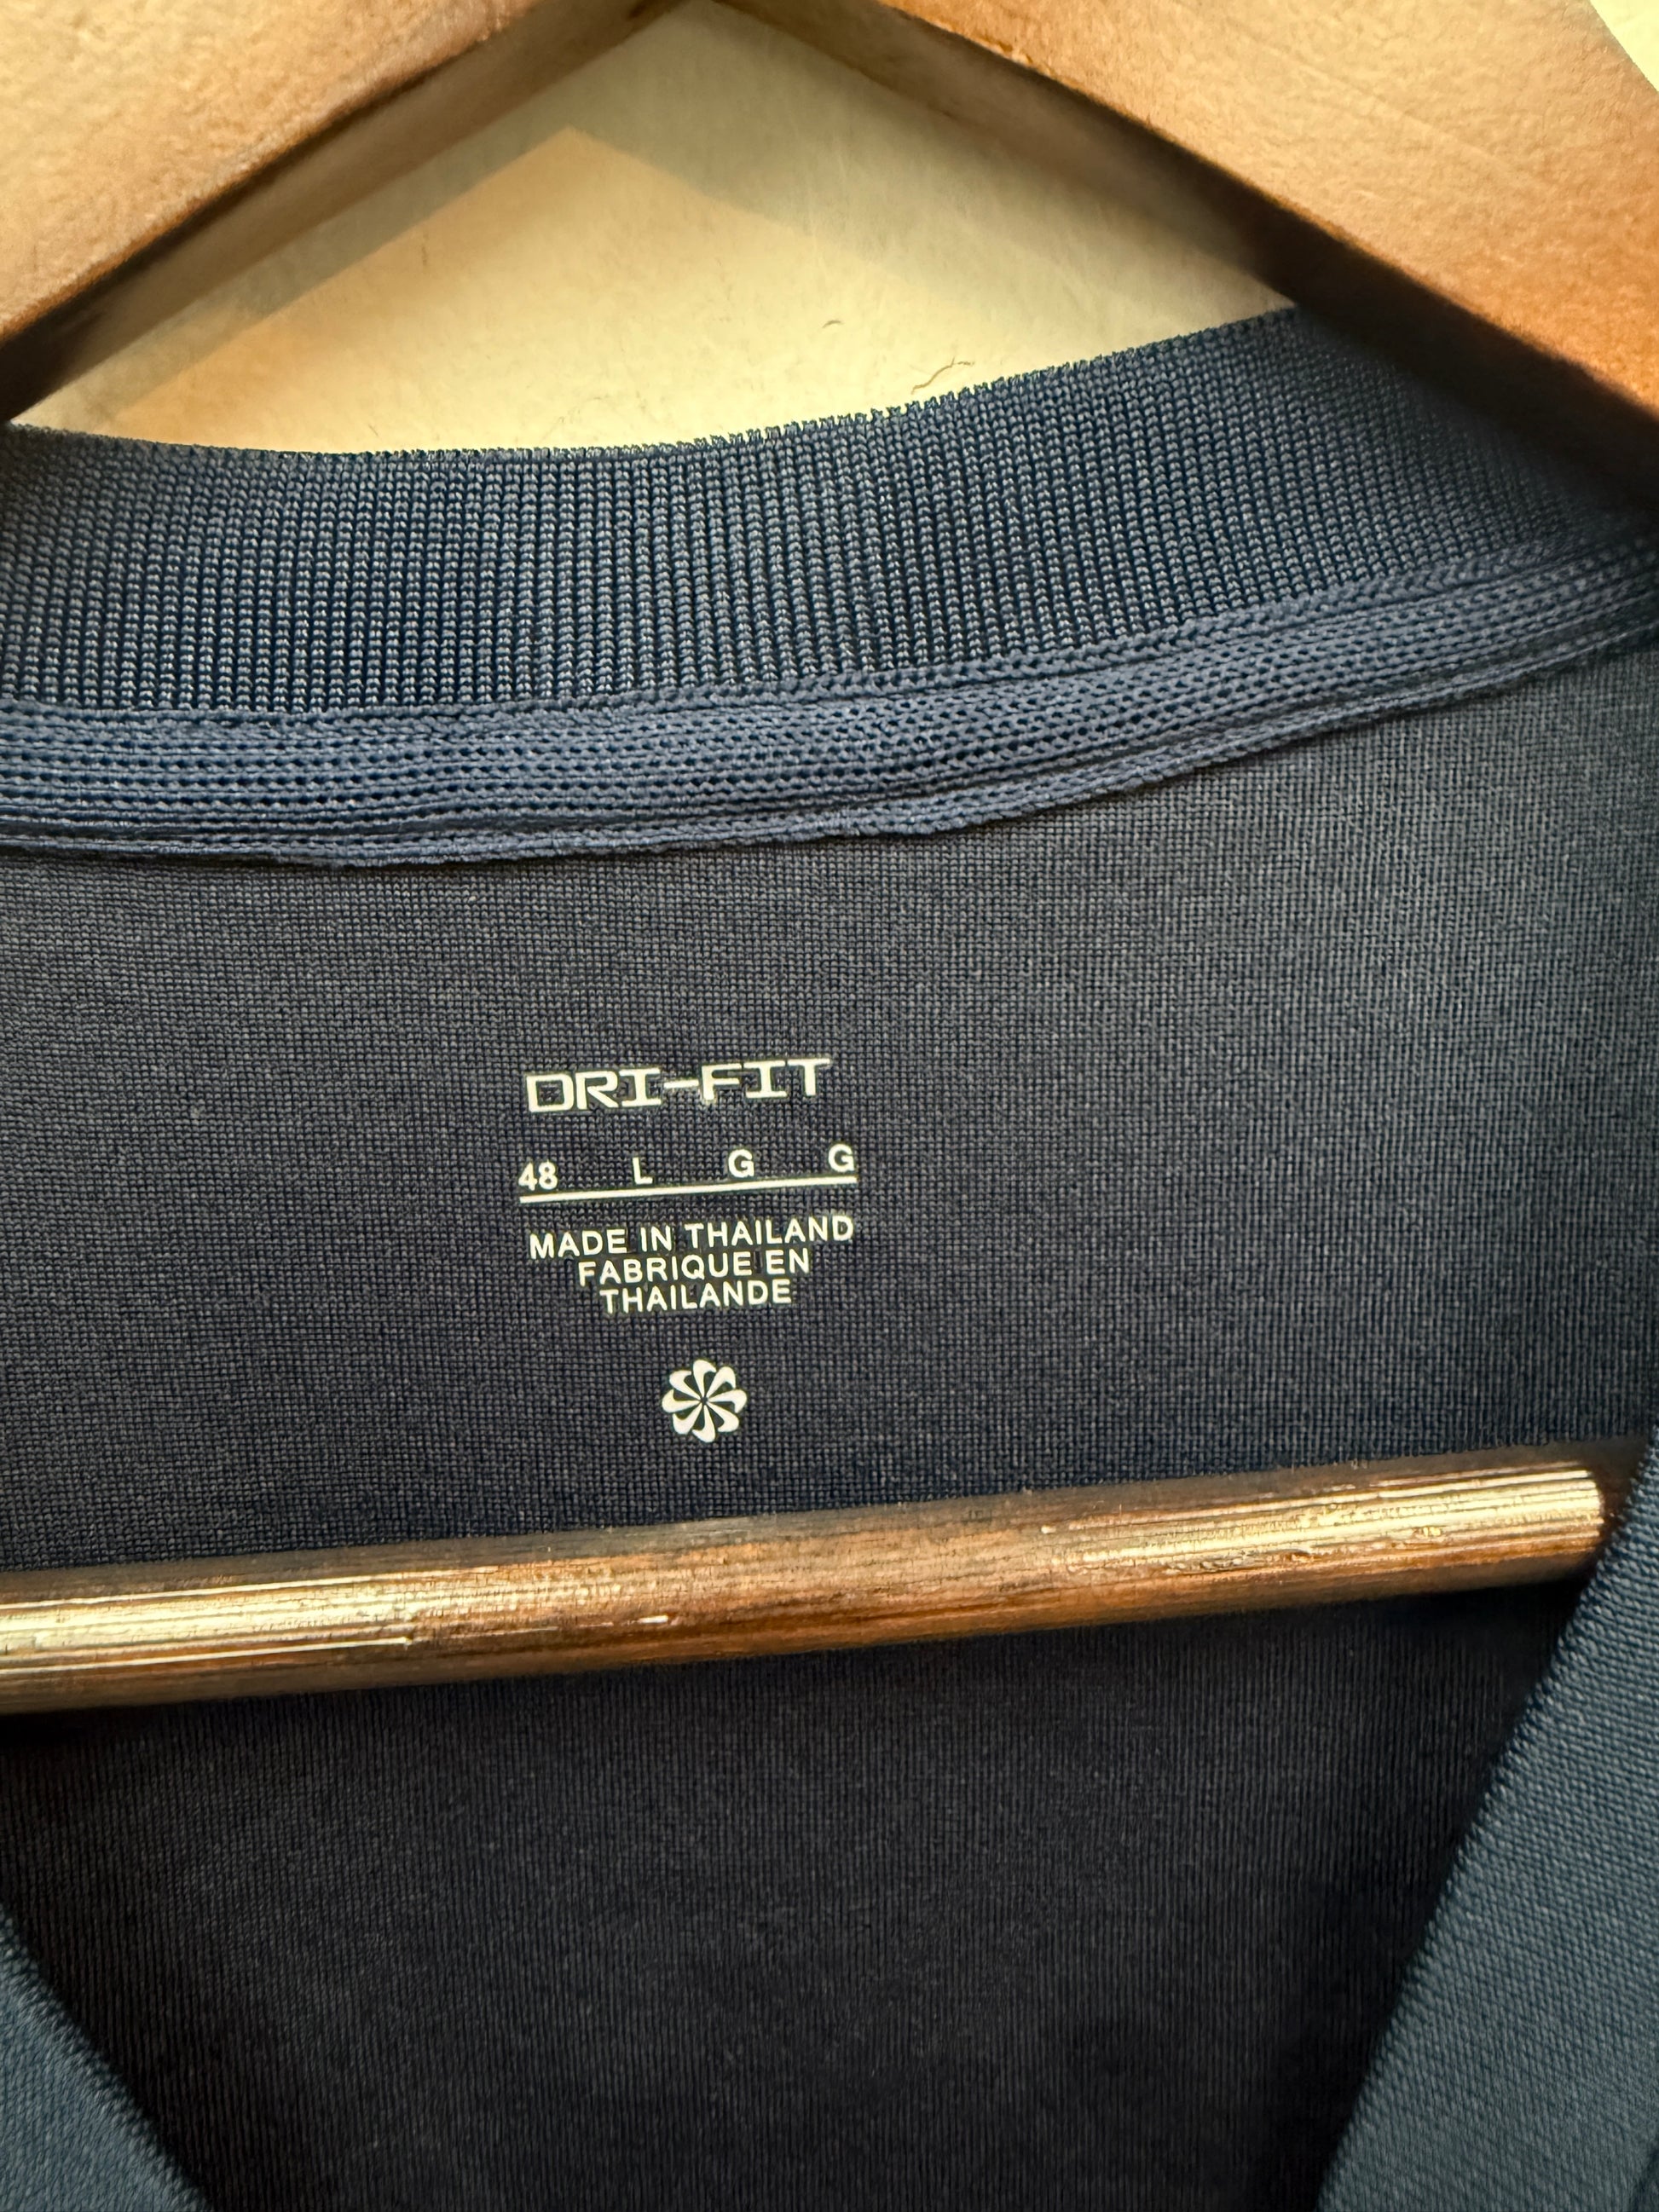 DRI-FIT
48 L G G
MADE IN THAILAND
FABRIQUE EN
THAILANDE